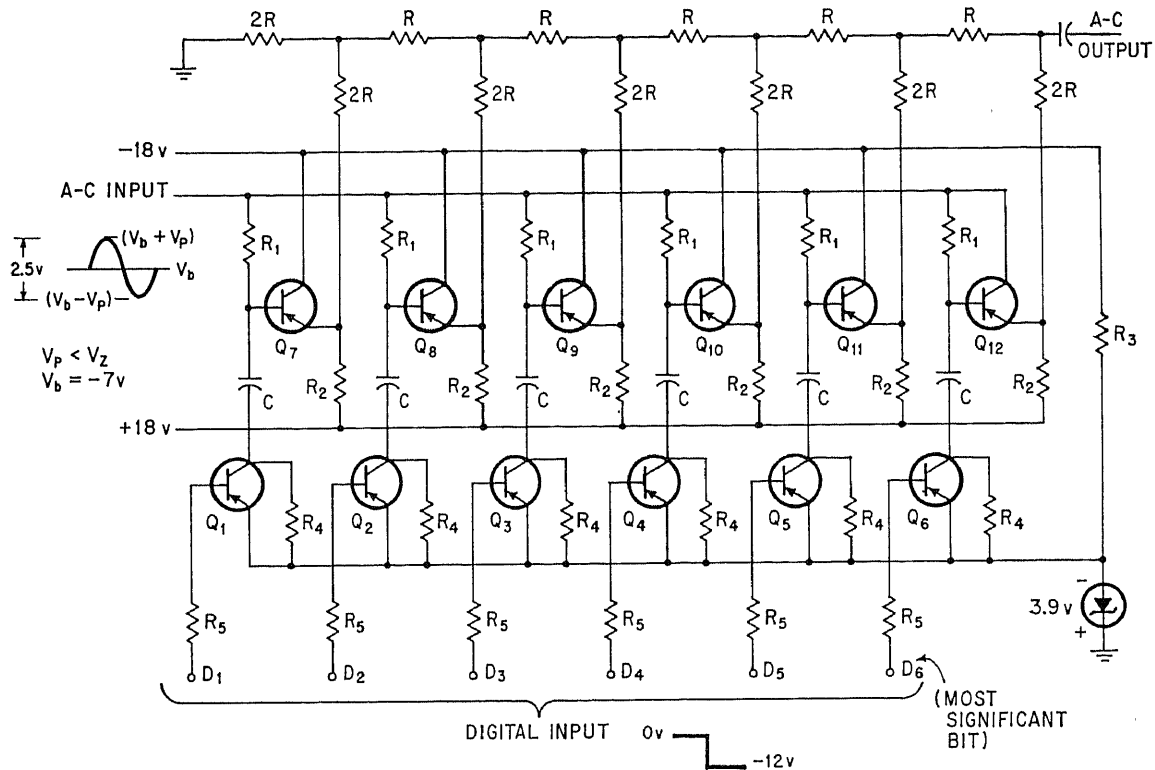 2R R R R R R A-C
OUTPUT
2R 2R 2R 2R 2R 2R
-18 v
A-C INPUT
R1 R1 R1 R1 R1 R1
(Vb + VP)
2.5v Vb
(Vb - VP)
R3
Q7 Q8 Q9 Q10 Q11 Q12
VP < VZ
Vb = -7v
R2 R2 R2 R2 R2 R2
C C C C C C
+18 v
Q1 Q2 Q3 Q4 Q5 Q6
R4 R4 R4 R4 R4 R4
-
3.9 v
+
R5 R5 R5 R5 R5 R5
D1 D2 D3 D4 D5 D6
(MOST
SIGNIFICANT
BIT)
DIGITAL INPUT 0v
-12v